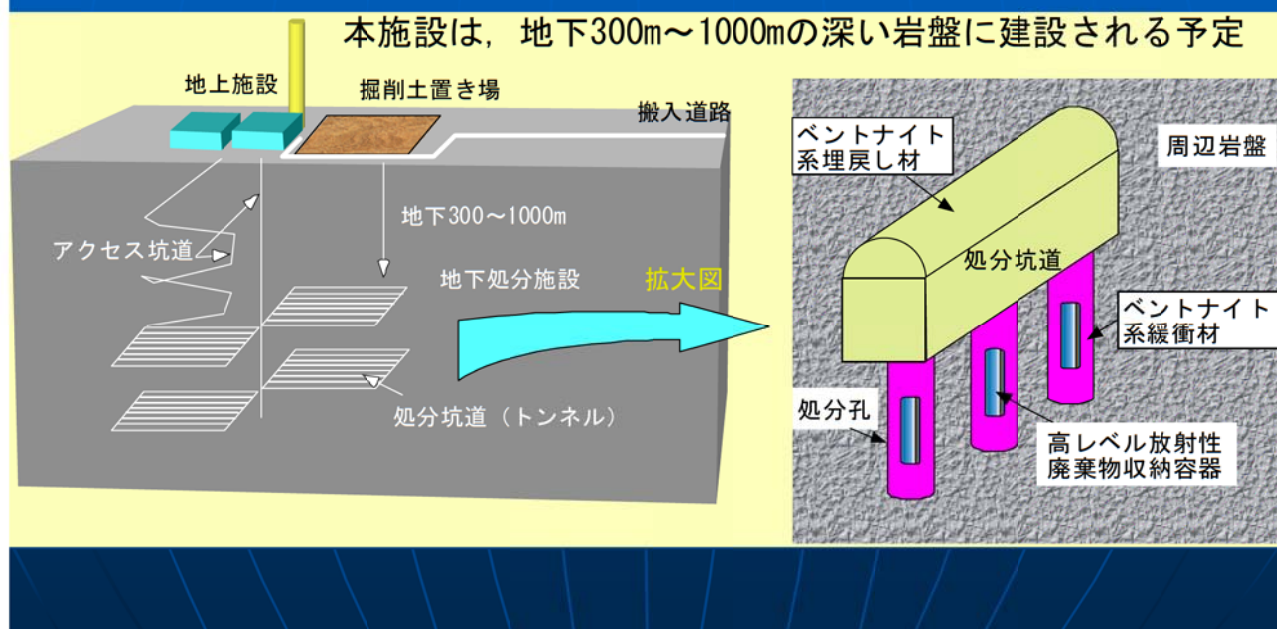 本施設は，地下300m～1000mの深い岩盤に建設される予定
地上施設
掘削土置き場
搬入道路
アクセス坑道
地下300～1000m
地下処分施設
拡大図
処分坑道（トンネル）
ベントナイト
系埋戻し材
周辺岩盤
処分坑道
ベントナイト
系緩衝材
処分孔
高レベル放射性
廃棄物収納容器